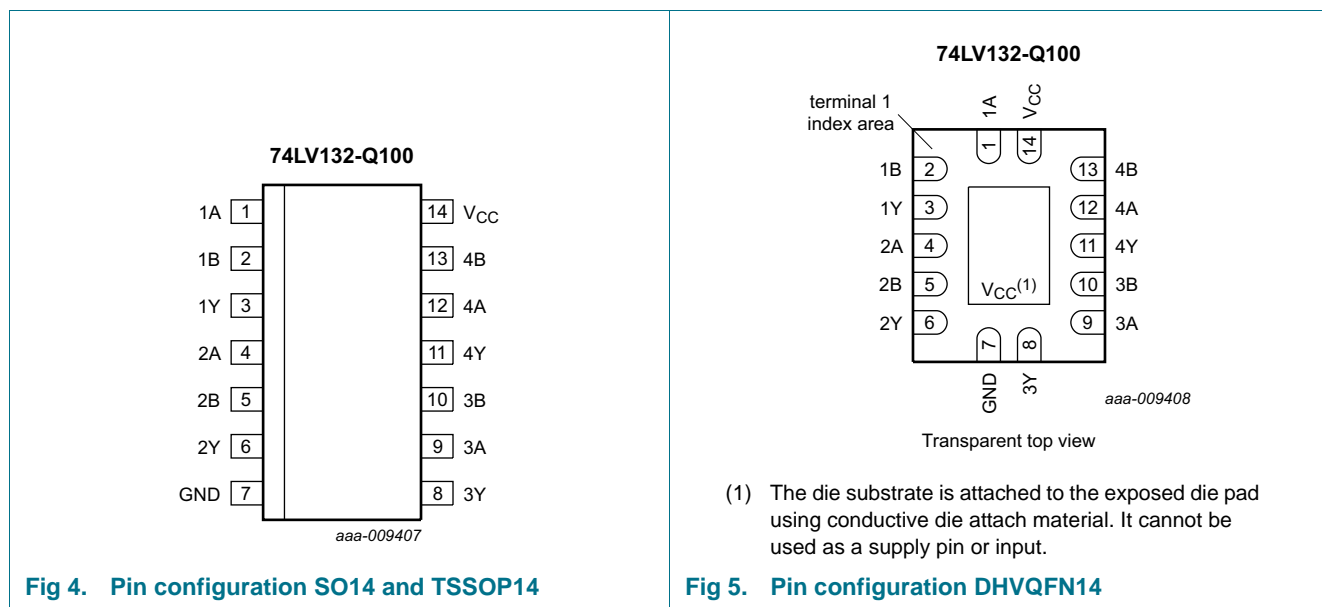 74LV132-Q100
1A 1 14 VCC
1B 2 13 4B
1Y 3 12 4A
2A 4 11 4Y
2B 5 10 3B
2Y 6 9 3A
GND 7 8 3Y
aaa-009407
Fig 4. Pin configuration SO14 and TSSOP14
74LV132-Q100
terminal 1
index area
1A VCC
1 14
1B 2 13 4B
1Y 3 12 4A
2A 4 11 4Y
2B 5 VCC(1) 10 3B
2Y 6 9 3A
7 8
GND 3Y
aaa-009408
Transparent top view
(1) The die substrate is attached to the exposed die pad
using conductive die attach material. It cannot be
used as a supply pin or input.
Fig 5. Pin configuration DHVQFN14